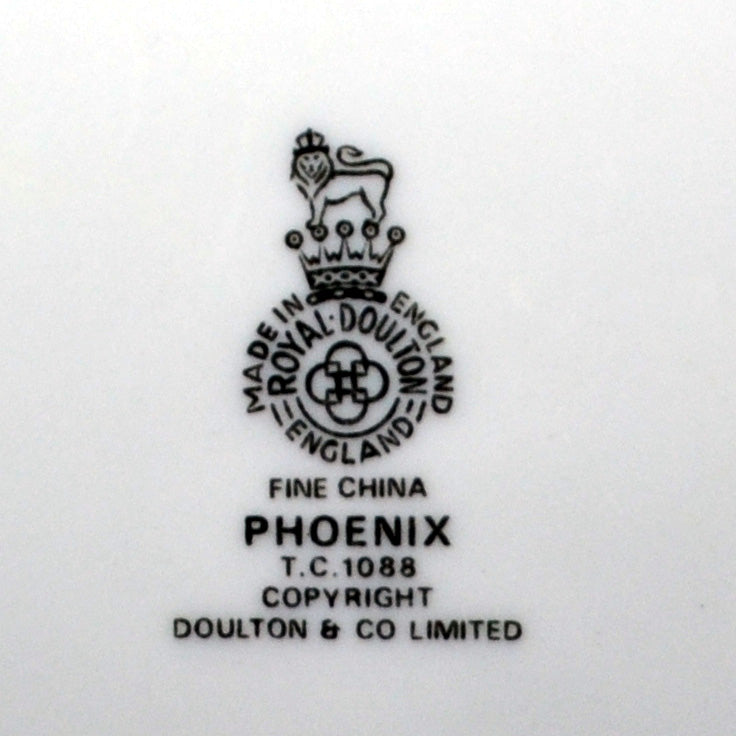 MADE IN ENGLAND
ROYAL·DOULTON
ENGLAND
FINE CHINA
PHOENIX
T.C.1088
COPYRIGHT
DOULTON & CO LIMITED